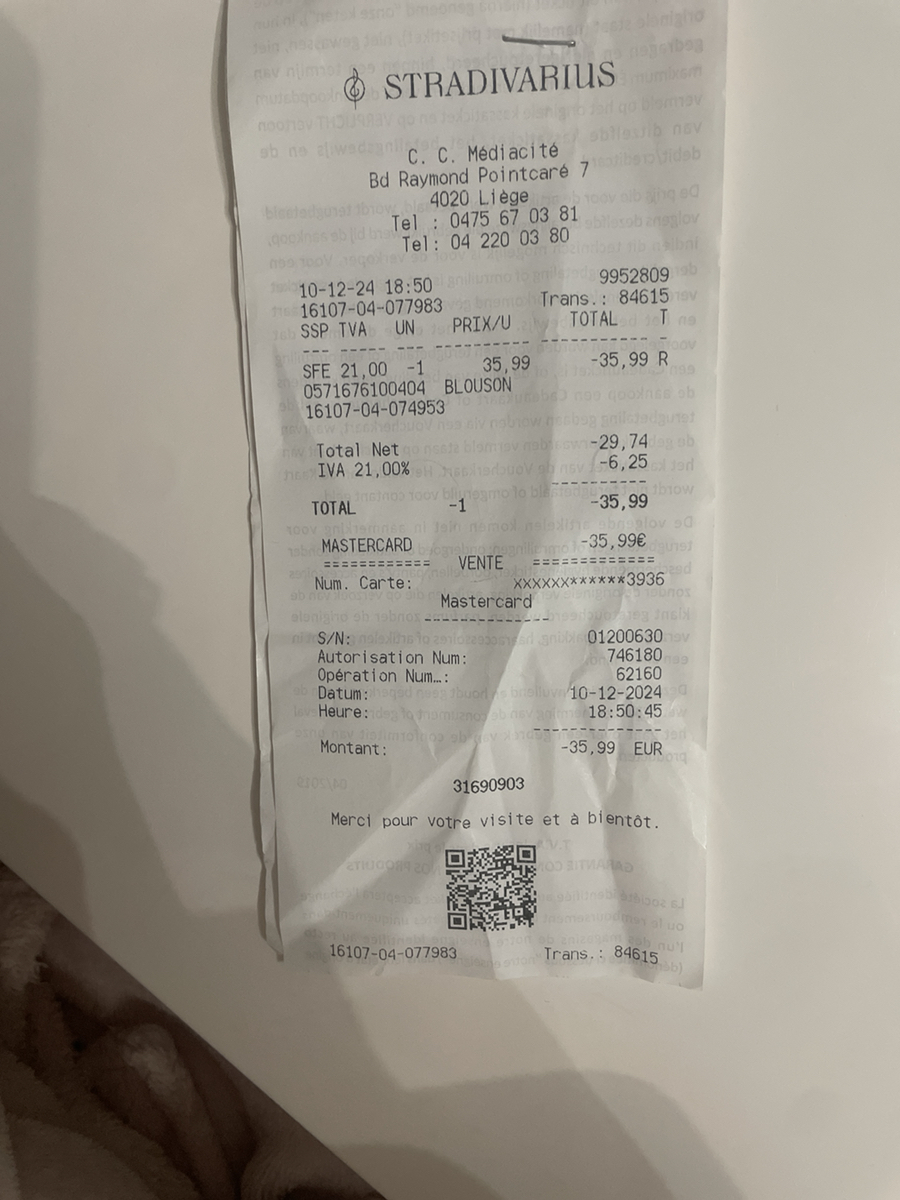 STRADIVARIUS
C. C. Médiacité
Bd Raymond Pointcaré 7
4020 Liège
Tel : 0475 67 03 81
Tel: 04 220 03 80
10-12-24 18:50 9952809
16107-04-077983 Trans.: 84615
SSP TVA UN PRIX/U TOTAL T
--- ----- --- ---------- ----------- -
SFE 21,00 -1 35,99 -35,99 R
0571676100404 BLOUSON
16107-04-074953
Total Net -29,74
IVA 21,00% -6,25
----------
TOTAL -1 -35,99
MASTERCARD -35,99€
============ VENTE =============
Num. Carte: XXXXXX******3936
Mastercard
-------------
S/N: 01200630
Autorisation Num: 746180
Opération Num…: 62160
Datum: 10-12-2024
Heure: 18:50:45
-------------
Montant: -35,99 EUR
31690903
Merci pour votre visite et à bientôt.
16107-04-077983 Trans.: 84615